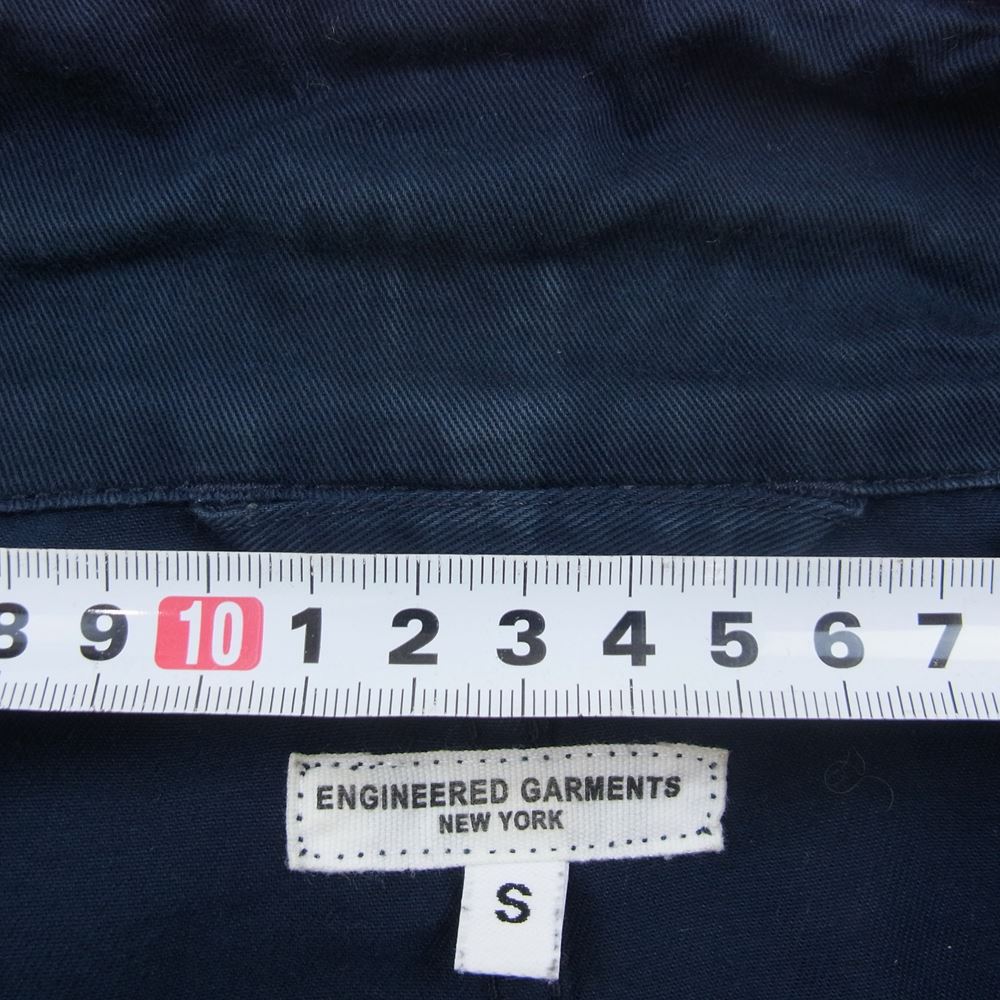 8 9 10 1 2 3 4 5 6 7
ENGINEERED GARMENTS
NEW YORK
S